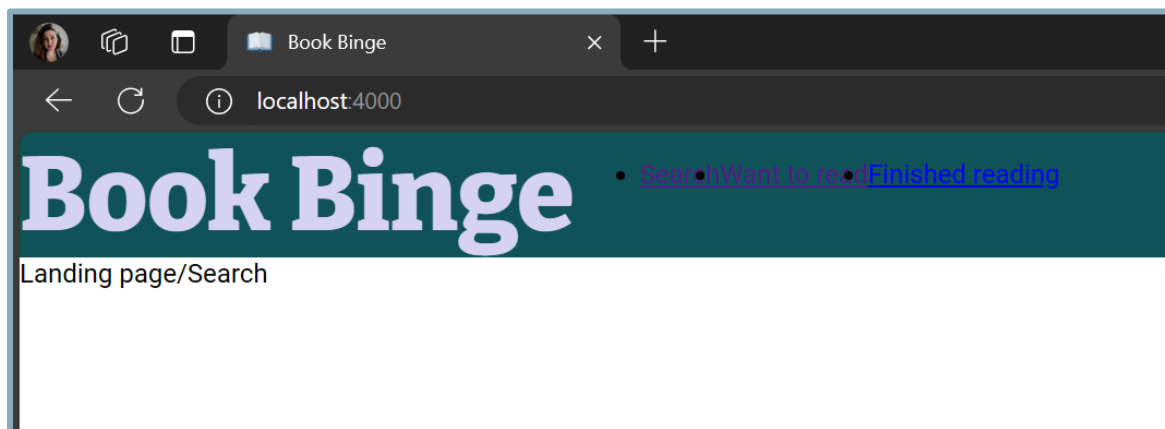 Book Binge
localhost:4000
Book Binge
Search Want to read Finished reading
Landing page/Search